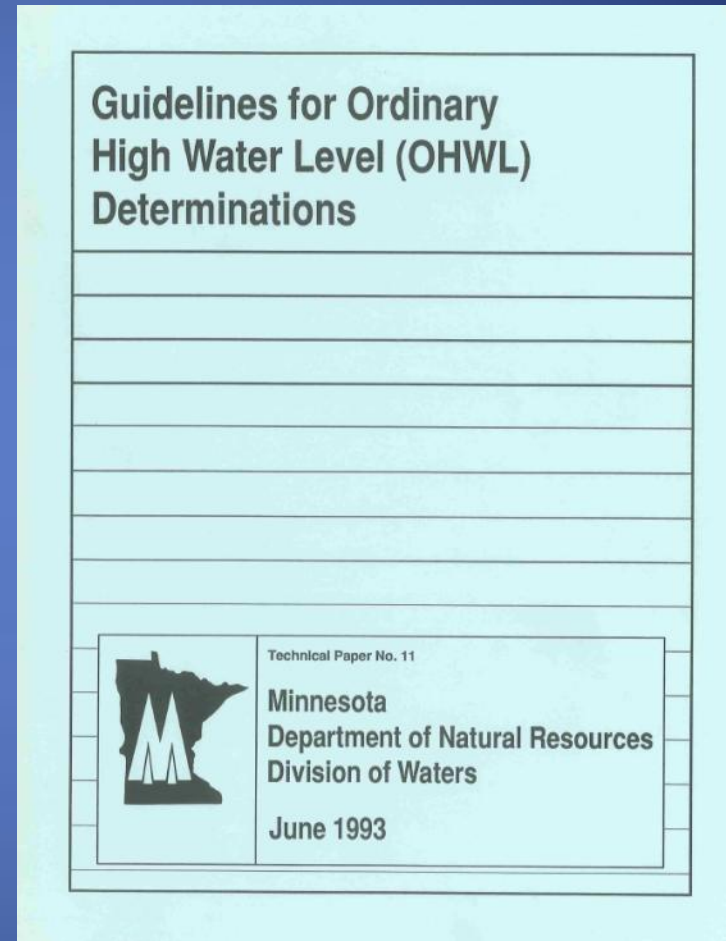 Guidelines for Ordinary
High Water Level (OHWL)
Determinations
Technical Paper No. 11
Minnesota
Department of Natural Resources
Division of Waters
June 1993